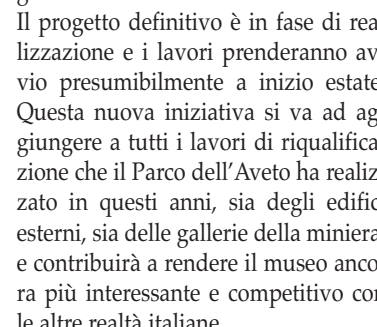 Il progetto definitivo è in fase di rea
lizzazione e i lavori prenderanno av
vio presumibilmente a inizio estate
Questa nuova iniziativa si va ad ag
giungere a tutti i lavori di riqualifica
zione che il Parco dell'Aveto ha realiz
zato in questi anni, sia degli edific
esterni, sia delle gallerie della miniera
e contribuirà a rendere il museo anco
ra più interessante e competitivo con
le altre realtà italiane